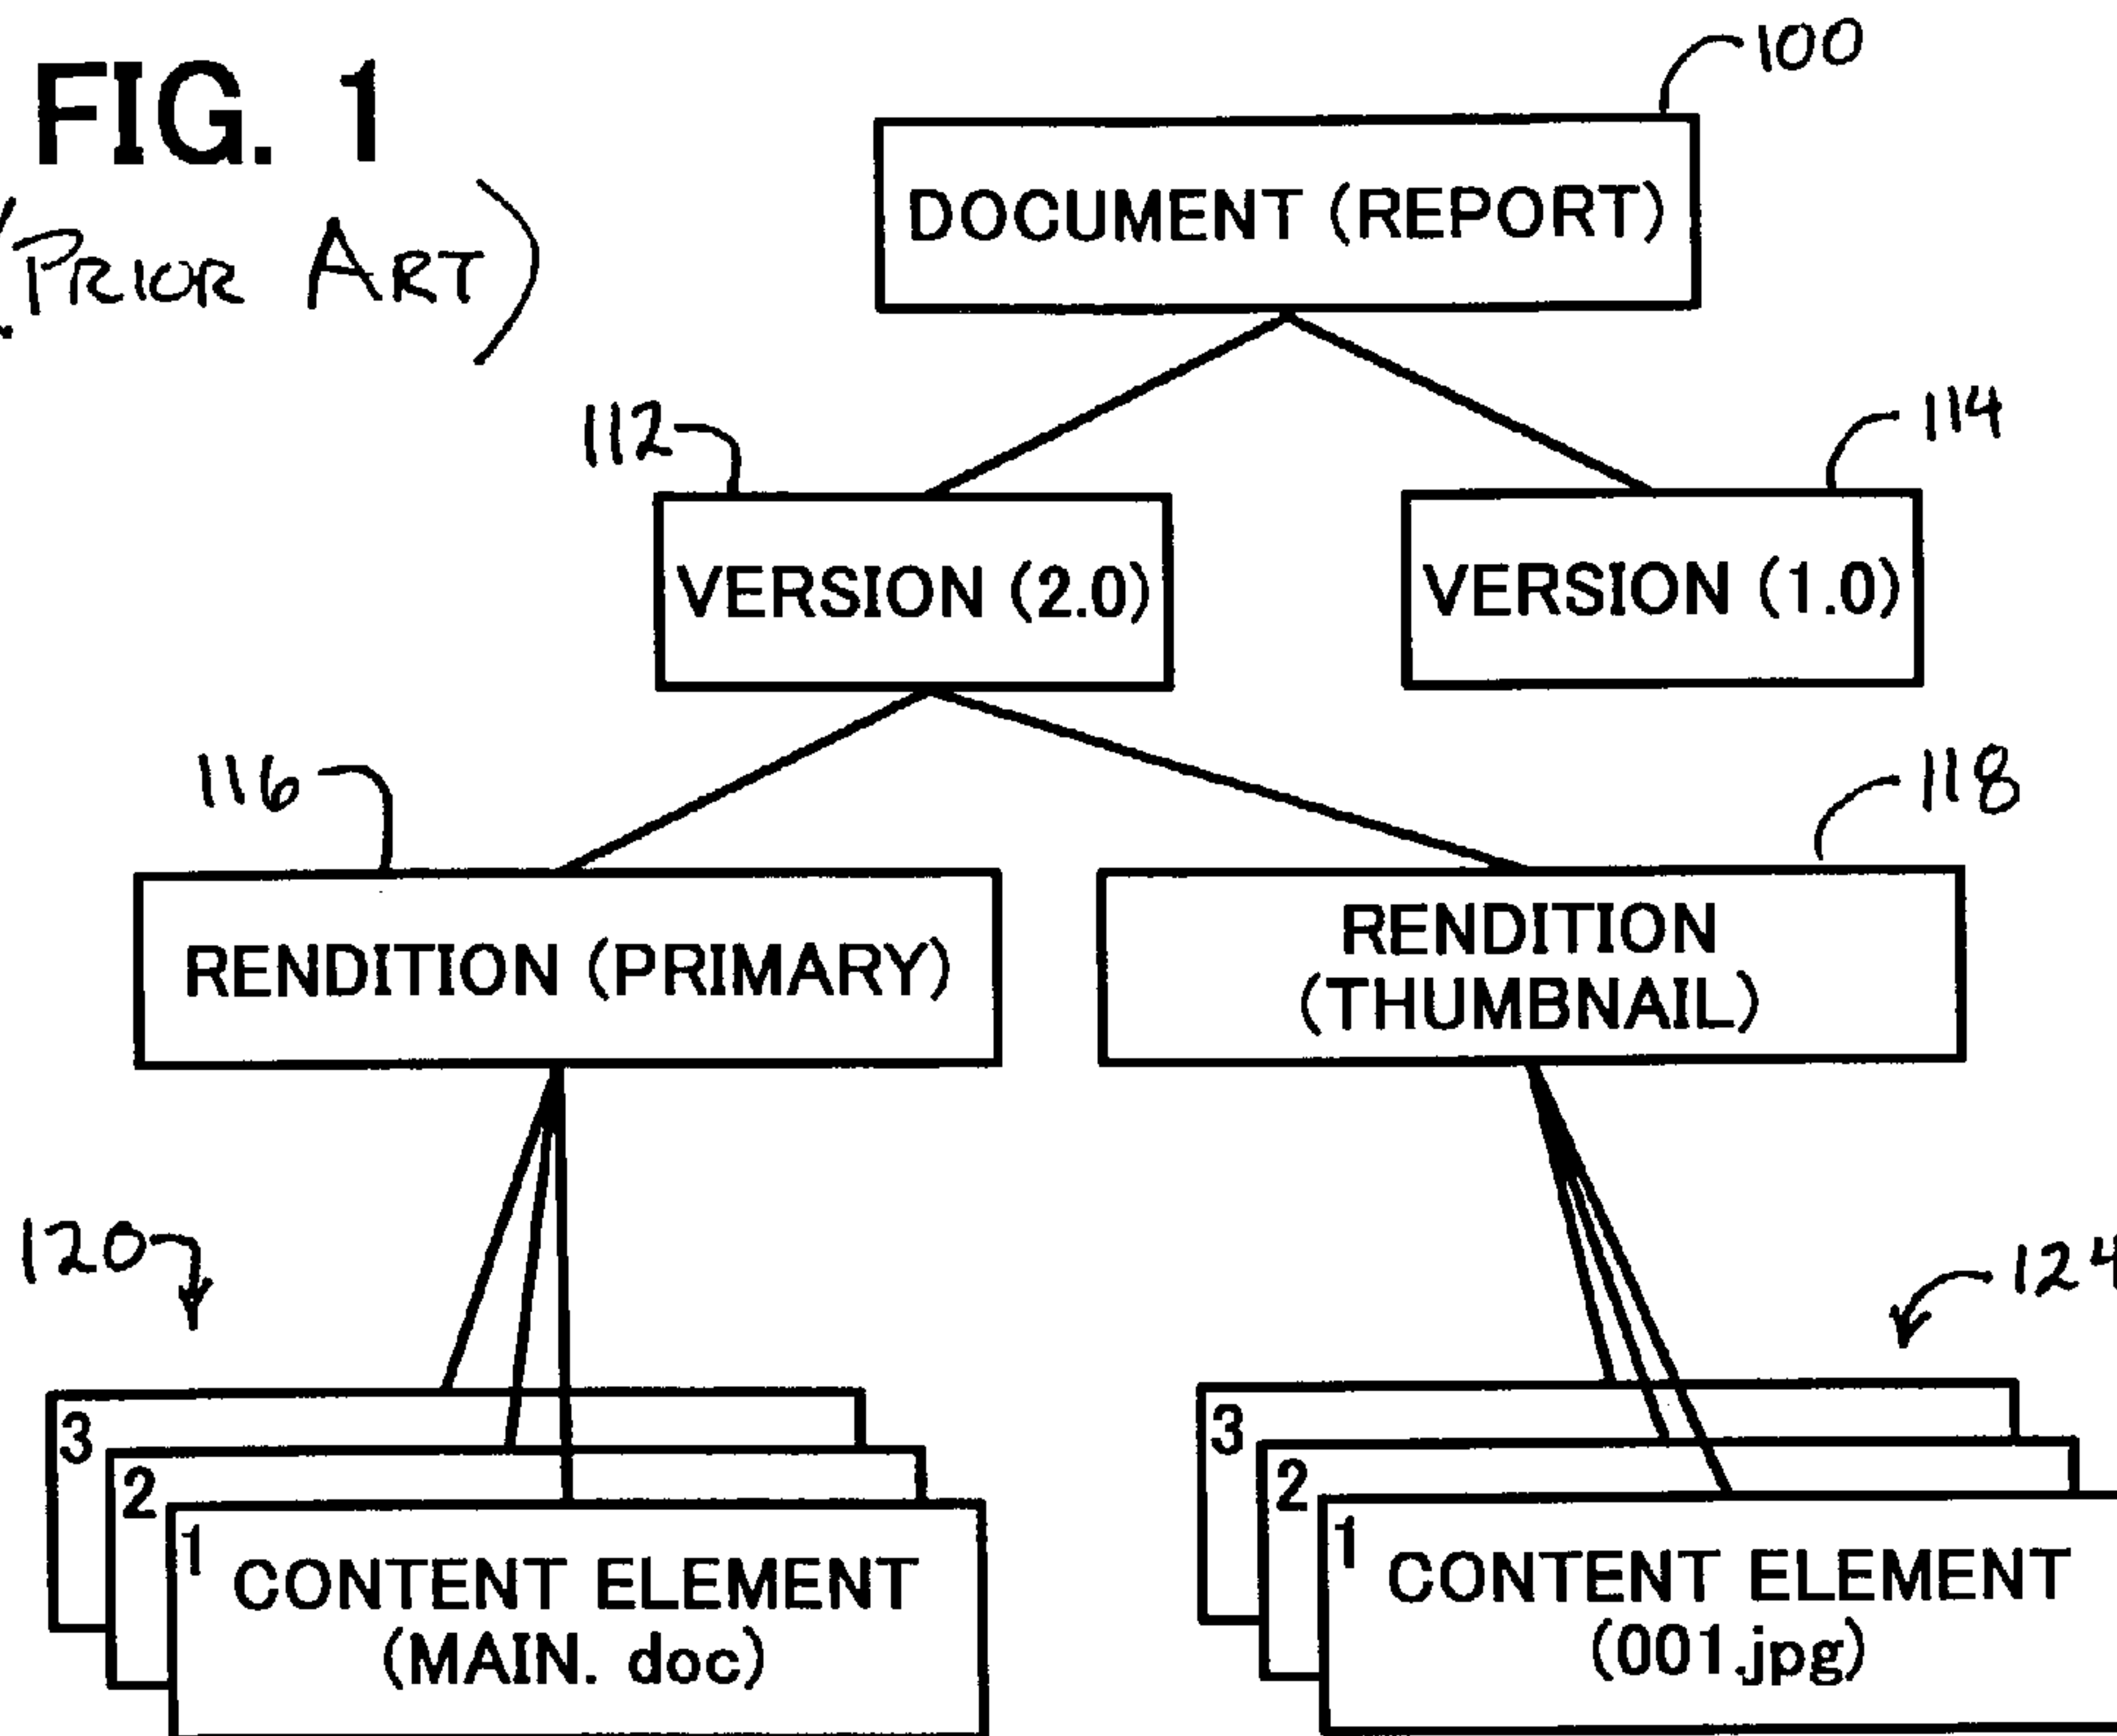 FIG. 1
(PRIOR ART)
100
DOCUMENT (REPORT)
112
114
VERSION (2.0)
VERSION (1.0)
116
118
RENDITION (PRIMARY)
RENDITION
(THUMBNAIL)
120
124
3
2
1
CONTENT ELEMENT
(MAIN. doc)
3
2
1
CONTENT ELEMENT
(001.jpg)